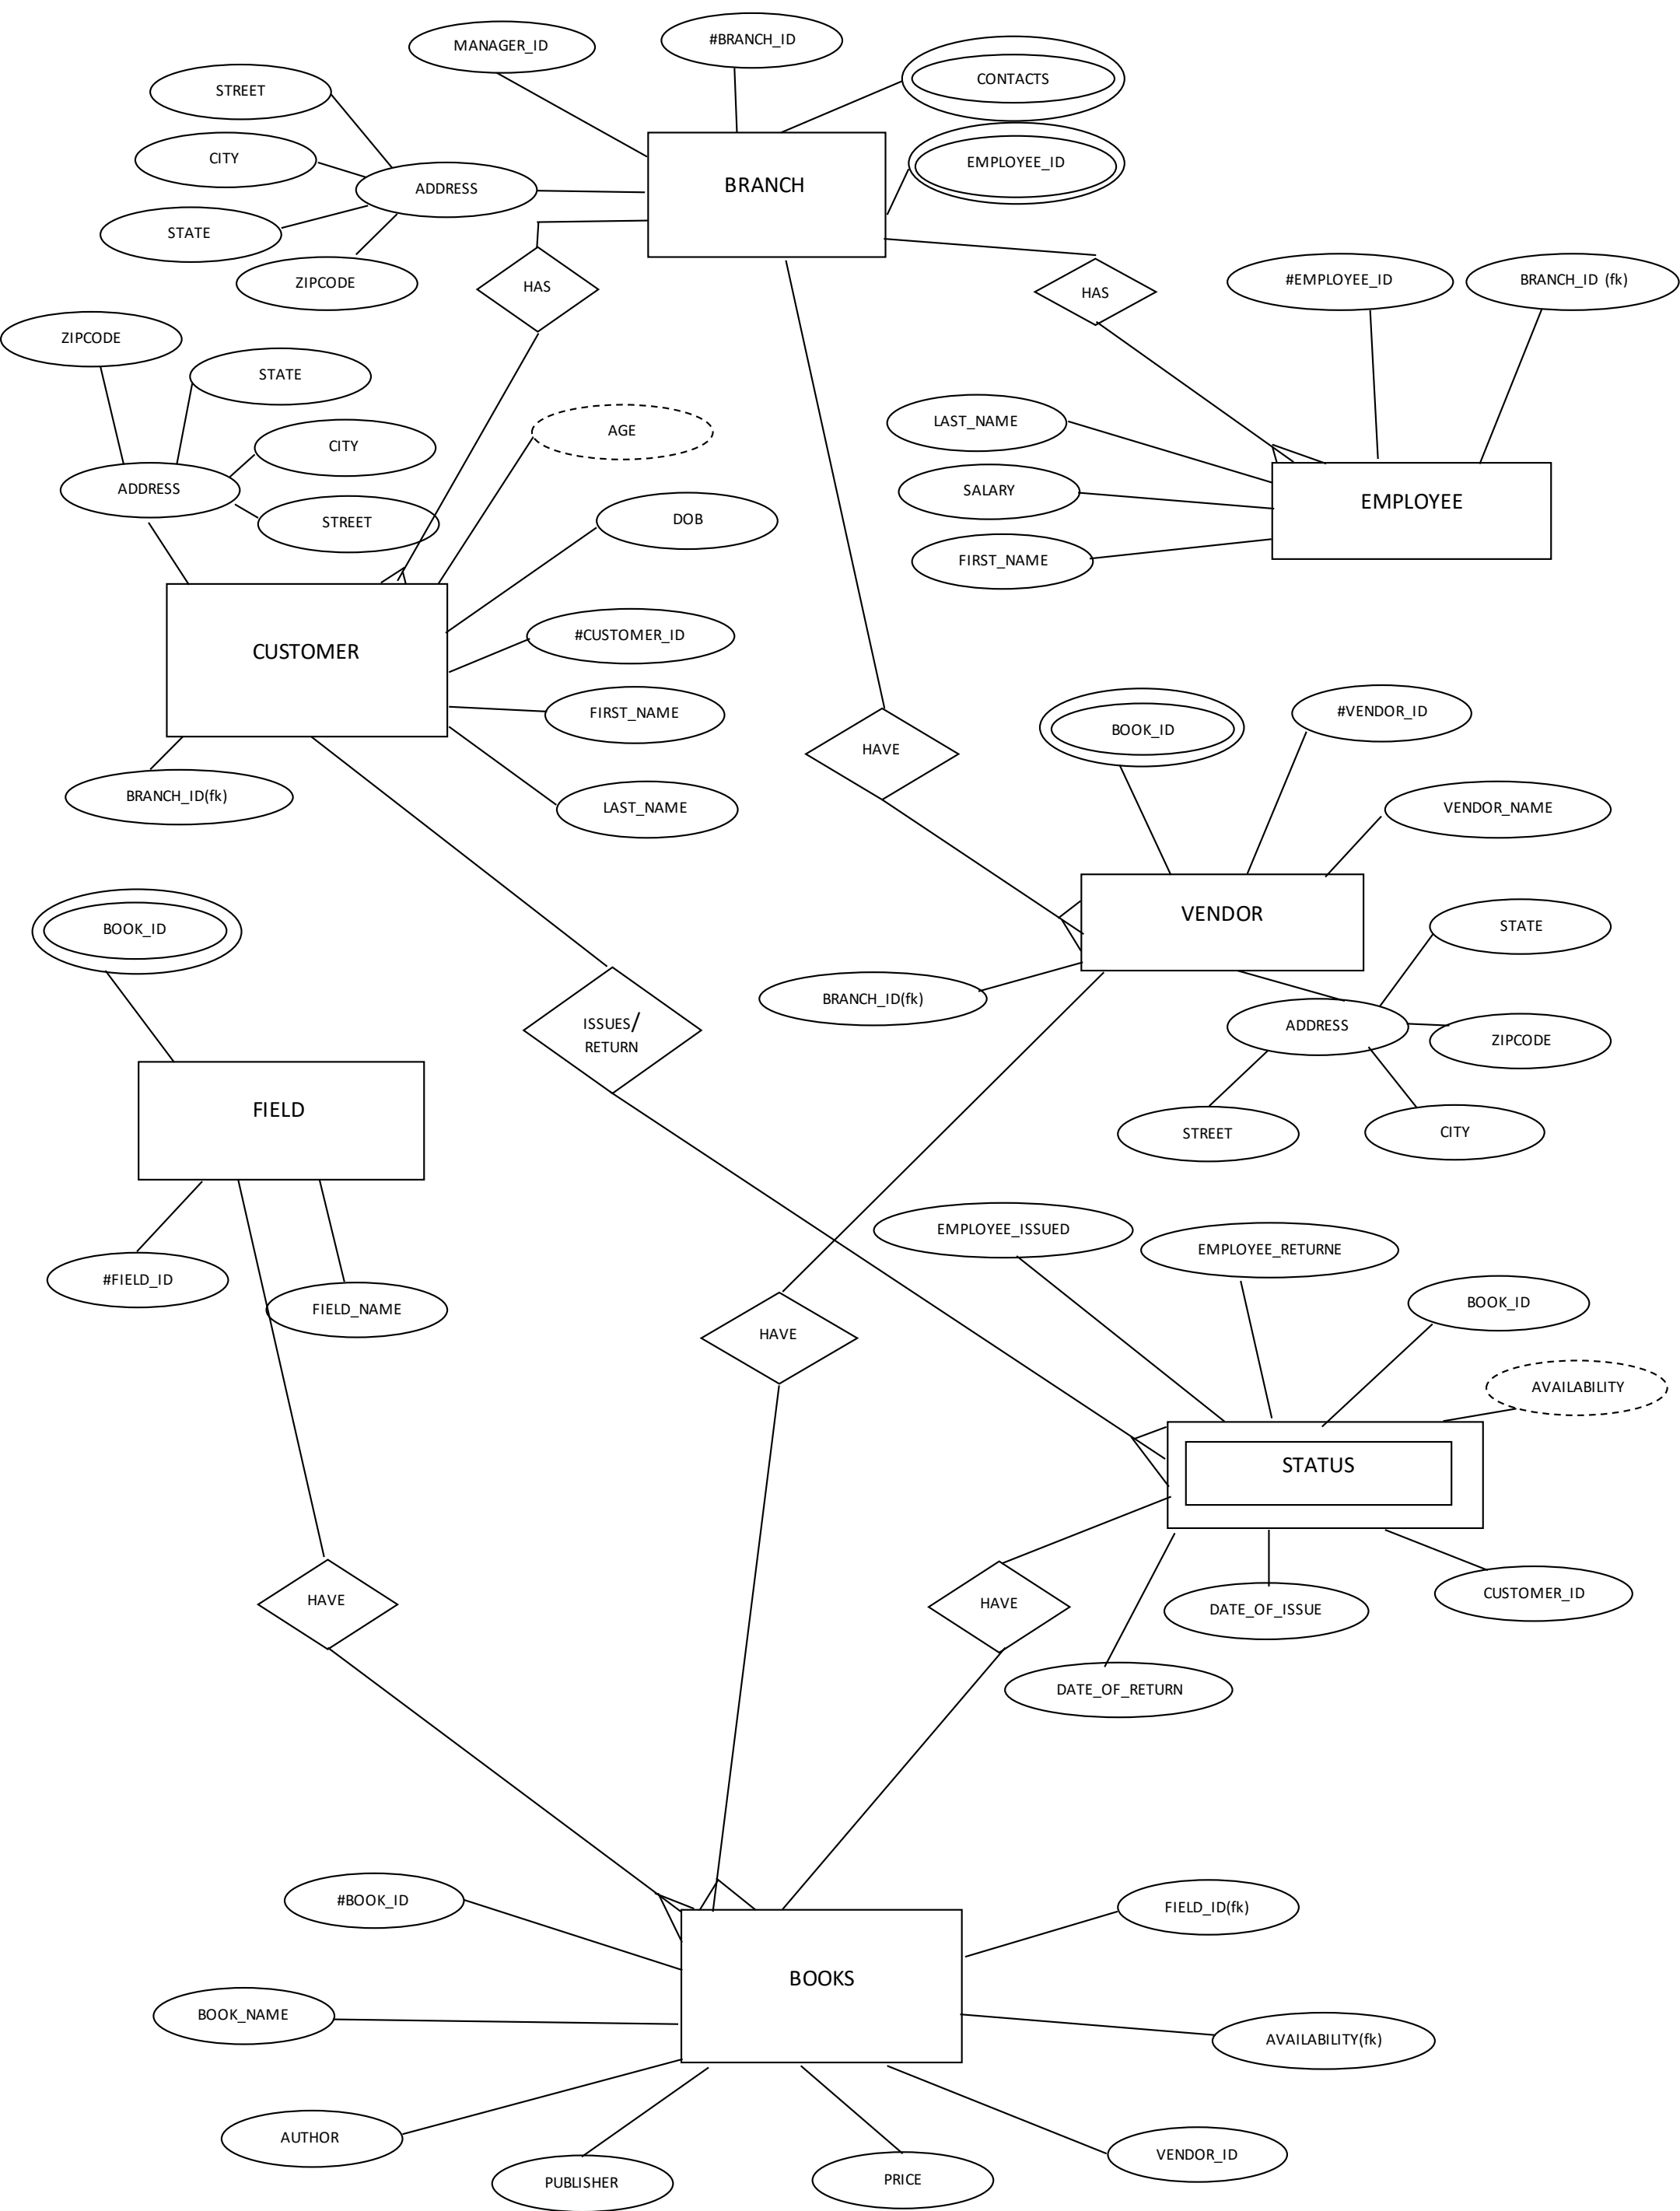 #BRANCH_ID
MANAGER_ID
CONTACTS
STREET
CITY
EMPLOYEE_ID
BRANCH
ADDRESS
STATE
ZIPCODE
HAS
HAS
#EMPLOYEE_ID
BRANCH_ID (fk)
ZIPCODE
STATE
AGE
LAST_NAME
CITY
ADDRESS
SALARY
EMPLOYEE
STREET
DOB
FIRST_NAME
#CUSTOMER_ID
CUSTOMER
FIRST_NAME
#VENDOR_ID
BOOK_ID
HAVE
BRANCH_ID(fk)
LAST_NAME
VENDOR_NAME
VENDOR
BOOK_ID
STATE
BRANCH_ID(fk)
ISSUES/
RETURN
ADDRESS
ZIPCODE
FIELD
STREET
CITY
EMPLOYEE_ISSUED
EMPLOYEE_RETURNE
#FIELD_ID
FIELD_NAME
BOOK_ID
HAVE
AVAILABILITY
STATUS
HAVE
HAVE
DATE_OF_ISSUE
CUSTOMER_ID
DATE_OF_RETURN
#BOOK_ID
FIELD_ID(fk)
BOOKS
BOOK_NAME
AVAILABILITY(fk)
AUTHOR
PUBLISHER
PRICE
VENDOR_ID